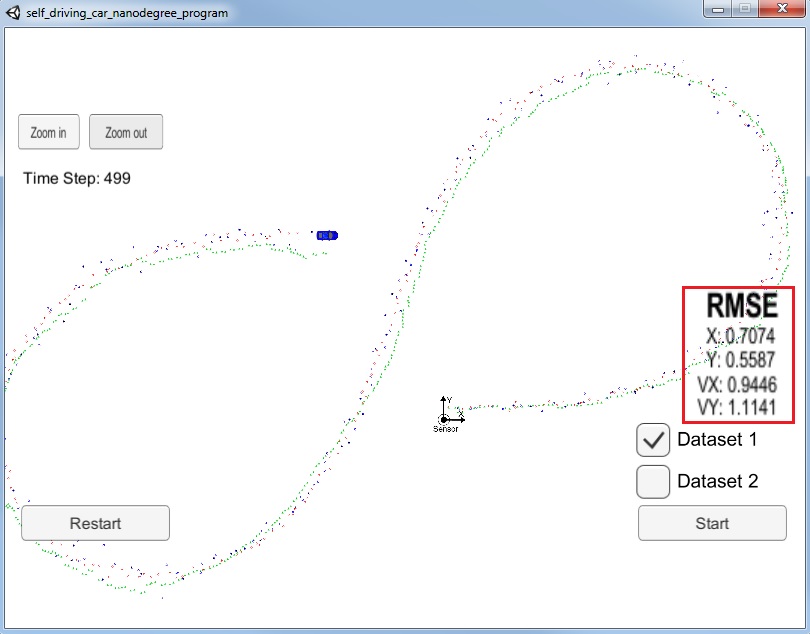 self_driving_car_nanodegree_program
Zoom in
Zoom out
Time Step: 499
RMSE
X: 0.7074
Y: 0.5587
VX: 0.9446
VY: 1.1141
Y
X
Sensor
Dataset 1
Dataset 2
Restart
Start